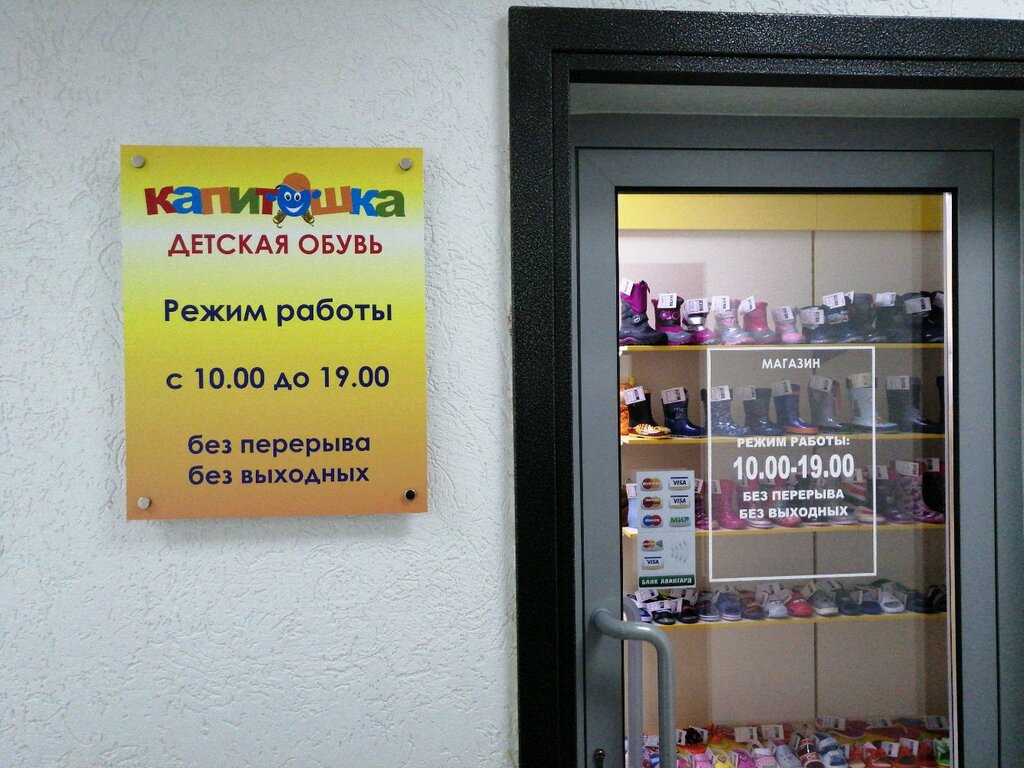 капитошка
ДЕТСКАЯ ОБУВЬ
Режим работы
с 10.00 до 19.00
без перерыва
без выходных
МАГАЗИН
РЕЖИМ РАБОТЫ:
10.00-19.00
БЕЗ ПЕРЕРЫВА
БЕЗ ВЫХОДНЫХ
VISA
VISA
МИР
VISA
БАНК АВАНГАРД